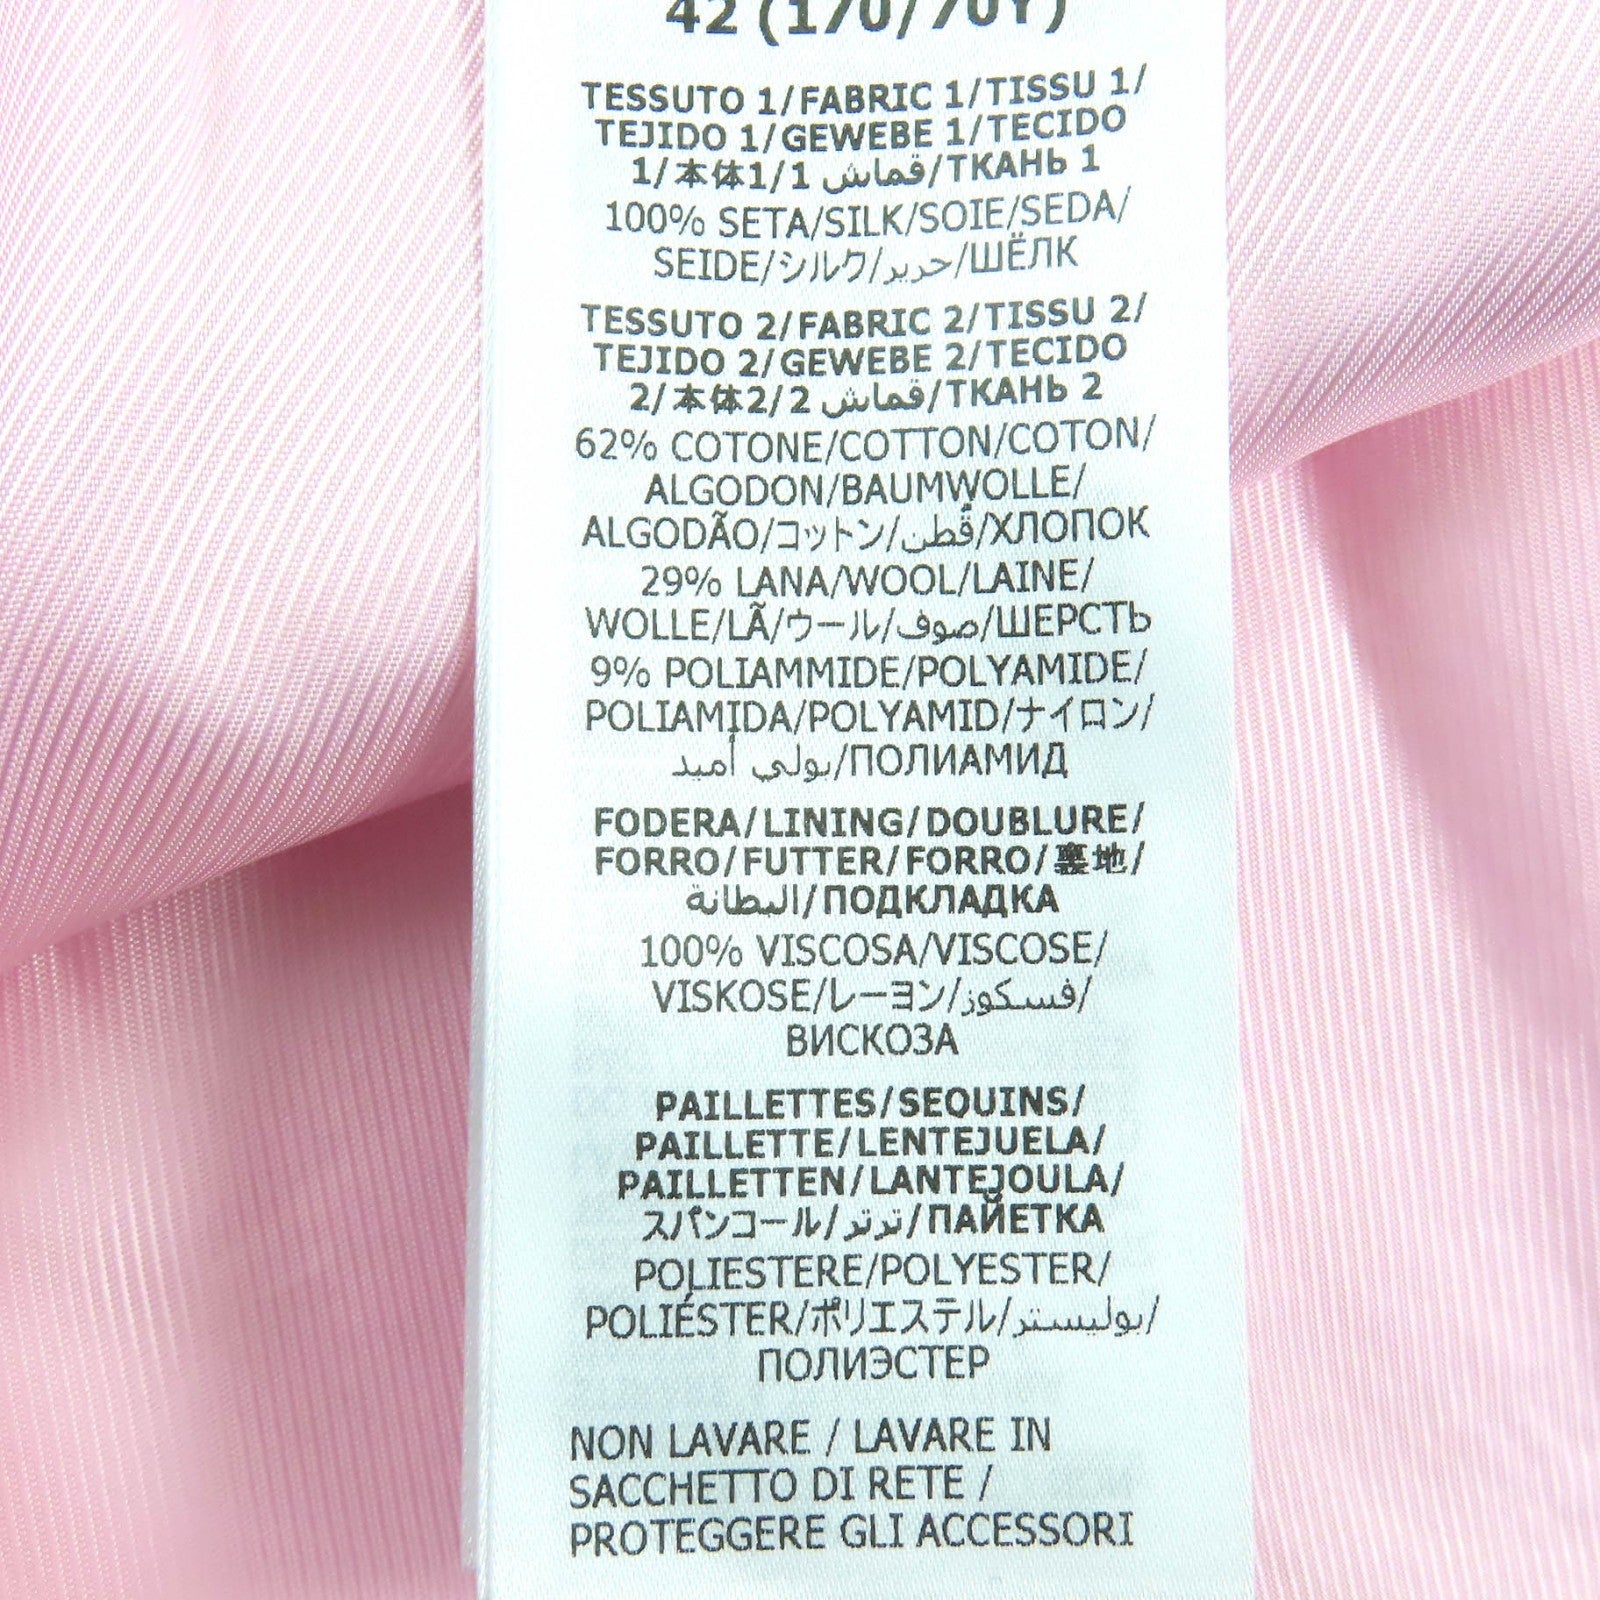 42 (170/70Y)
TESSUTO 1/FABRIC 1/TISSU 1/
TEJIDO 1/GEWEBE 1/TECIDO
1/本体1/1 قماش/ТКАНЬ 1
100% SETA/SILK/SOIE/SEDA/
SEIDE/シルク/حرير/ШЁЛК
TESSUTO 2/FABRIC 2/TISSU 2/
TEJIDO 2/GEWEBE 2/TECIDO
2/本体2/2 قماش/ТКАНЬ 2
62% COTONE/COTTON/COTON/
ALGODON/BAUMWOLLE/
ALGODÃO/コットン/قُطن/ХЛОПОК
29% LANA/WOOL/LAINE/
WOLLE/LÃ/ウール/صوف/ШЕРСТЬ
9% POLIAMMIDE/POLYAMIDE/
POLIAMIDA/POLYAMID/ナイロン/
بولي أميد/ПОЛИАМИД
FODERA/LINING/DOUBLURE/
FORRO/FUTTER/FORRO/裏地/
البطانة/ПОДКЛАДКА
100% VISCOSA/VISCOSE/
VISKOSE/レーヨン/فسكوز/
ВИСКОЗА
PAILLETTES/SEQUINS/
PAILLETTE/LENTEJUELA/
PAILLETTEN/LANTEJOULA/
スパンコール/ترتر/ПАЙЕТКА
POLIESTERE/POLYESTER/
POLIÉSTER/ポリエステル/بوليستر/
ПОЛИЭСТЕР
NON LAVARE / LAVARE IN
SACCHETTO DI RETE /
PROTEGGERE GLI ACCESSORI